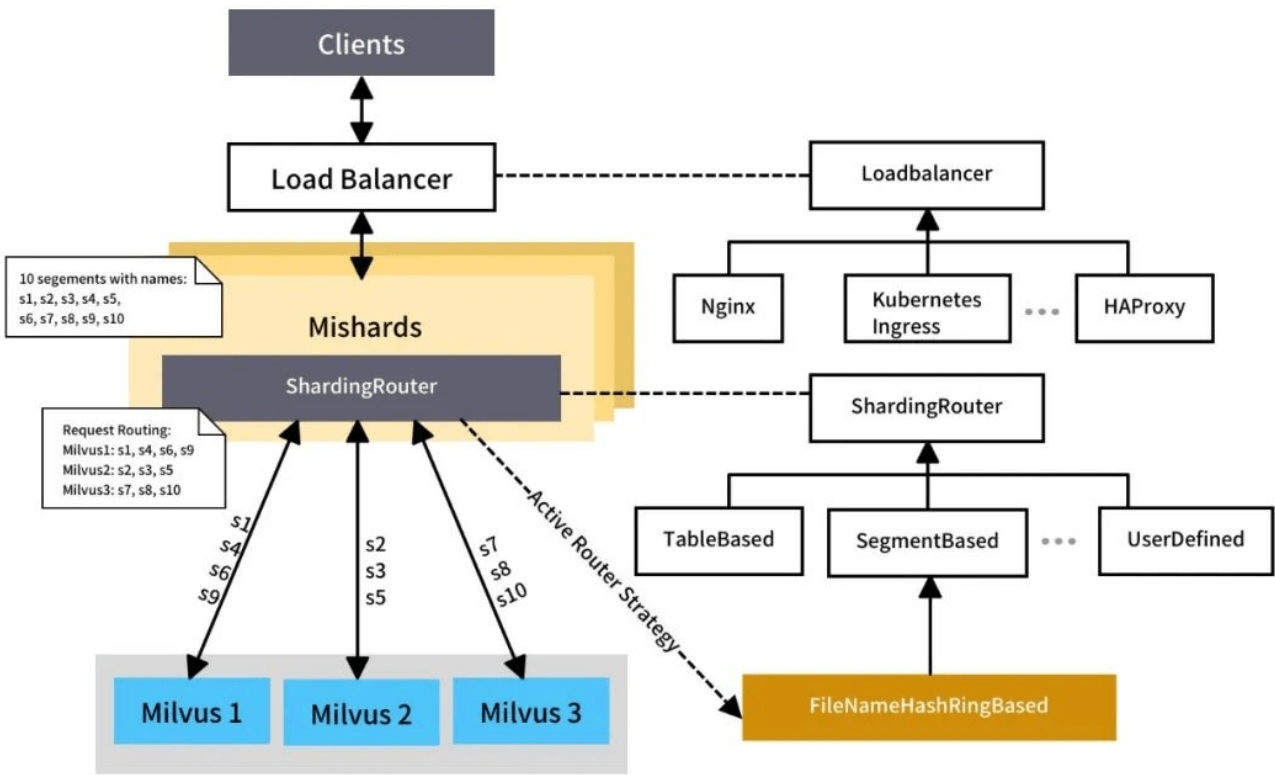 Clients
Load Balancer
Loadbalancer
10 segements with names:
s1, s2, s3, s4, s5,
s6, s7, s8, s9, s10
Nginx
Kubernetes
Ingress
HAProxy
Mishards
ShardingRouter
ShardingRouter
Request Routing:
Milvus1: s1, s4, s6, s9
Milvus2: s2, s3, s5
Milvus3: s7, s8, s10
TableBased
SegmentBased
UserDefined
s1
s4
s6
s9
s2
s3
s5
s7
s8
s10
Active Router Strategy
Milvus 1
Milvus 2
Milvus 3
FileNameHashRingBased